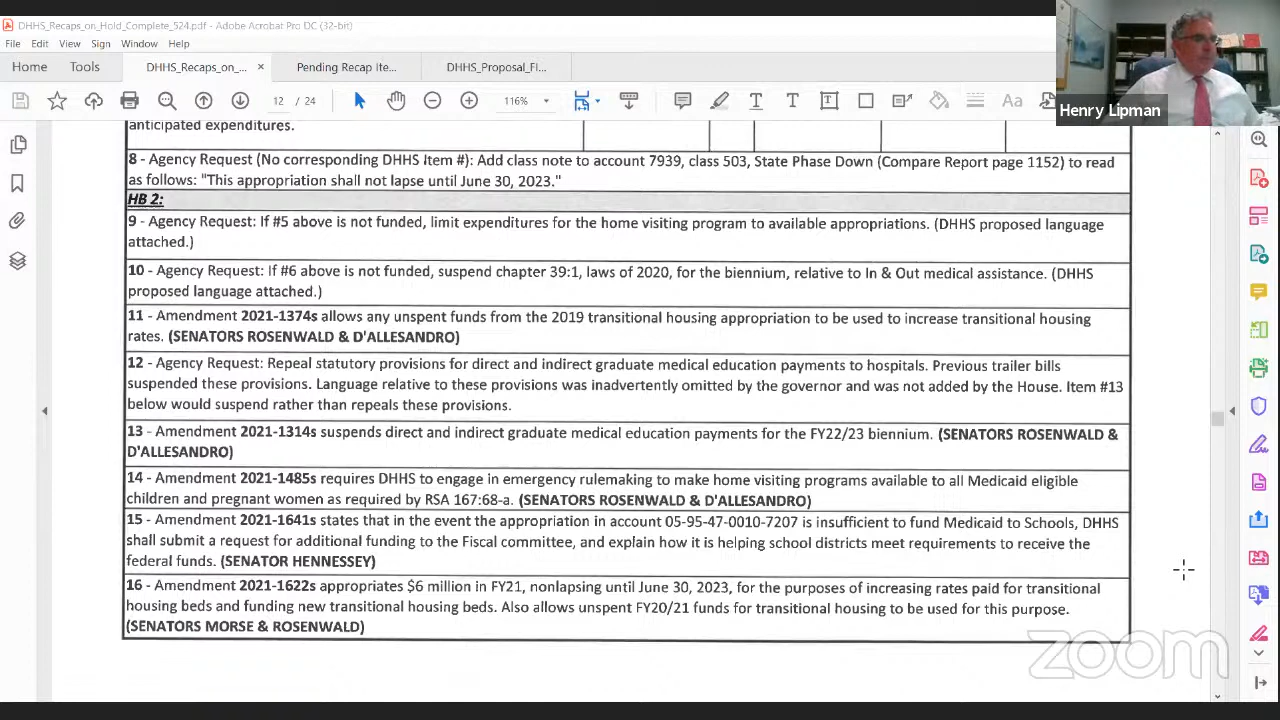 DHHS_Recaps_on_Hold_Complete_524.pdf - Adobe Acrobat Pro DC (32-bit)
File Edit View Sign Window Help
Home Tools DHHS_Recaps_on_... × Pending Recap Ite... DHHS_Proposal_Fl...
12 / 24 116%
Henry Lipman
anticipated expenditures.
8 - Agency Request (No corresponding DHHS Item #): Add class note to account 7939, class 503, State Phase Down (Compare Report page 1152) to read
as follows: "This appropriation shall not lapse until June 30, 2023."
HB 2:
9 - Agency Request: If #5 above is not funded, limit expenditures for the home visiting program to available appropriations. (DHHS proposed language
attached.)
10 - Agency Request: If #6 above is not funded, suspend chapter 39:1, laws of 2020, for the biennium, relative to In & Out medical assistance. (DHHS
proposed language attached.)
11 - Amendment 2021-1374s allows any unspent funds from the 2019 transitional housing appropriation to be used to increase transitional housing
rates. (SENATORS ROSENWALD & D'ALLESANDRO)
12 - Agency Request: Repeal statutory provisions for direct and indirect graduate medical education payments to hospitals. Previous trailer bills
suspended these provisions. Language relative to these provisions was inadvertently omitted by the governor and was not added by the House. Item #13
below would suspend rather than repeals these provisions.
13 - Amendment 2021-1314s suspends direct and indirect graduate medical education payments for the FY22/23 biennium. (SENATORS ROSENWALD &
D'ALLESANDRO)
14 - Amendment 2021-1485s requires DHHS to engage in emergency rulemaking to make home visiting programs available to all Medicaid eligible
children and pregnant women as required by RSA 167:68-a. (SENATORS ROSENWALD & D'ALLESANDRO)
15 - Amendment 2021-1641s states that in the event the appropriation in account 05-95-47-0010-7207 is insufficient to fund Medicaid to Schools, DHHS
shall submit a request for additional funding to the Fiscal committee, and explain how it is helping school districts meet requirements to receive the
federal funds. (SENATOR HENNESSEY)
16 - Amendment 2021-1622s appropriates $6 million in FY21, nonlapsing until June 30, 2023, for the purposes of increasing rates paid for transitional
housing beds and funding new transitional housing beds. Also allows unspent FY20/21 funds for transitional housing to be used for this purpose.
(SENATORS MORSE & ROSENWALD)
zoom